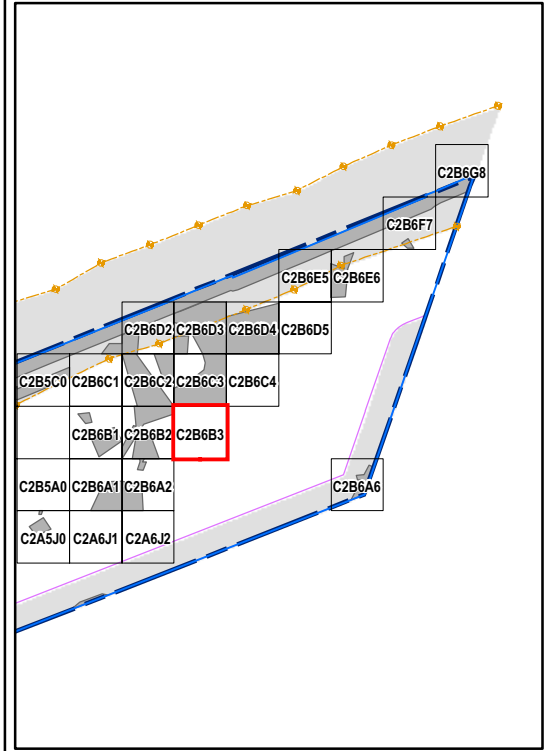 C2B6G8
C2B6F7
C2B6E5 C2B6E6
C2B6D2 C2B6D3 C2B6D4 C2B6D5
C2B5C0 C2B6C1 C2B6C2 C2B6C3 C2B6C4
C2B6B1 C2B6B2 C2B6B3
C2B5A0 C2B6A1 C2B6A2 C2B6A6
C2A5J0 C2A6J1 C2A6J2